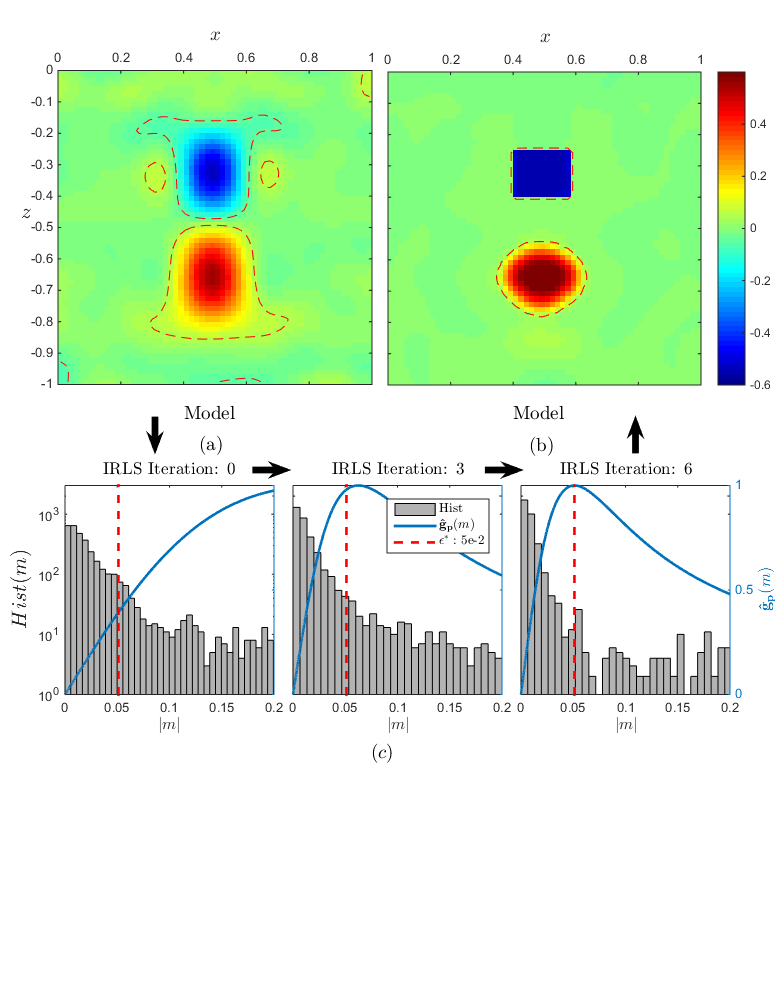 x
x
0 0.2 0.4 0.6 0.8 1
0 0.2 0.4 0.6 0.8 1
0
-0.1
-0.2
-0.3
-0.4
-0.5
-0.6
-0.7
-0.8
-0.9
-1
z
0.4
0.2
0
-0.2
-0.4
-0.6
Model
Model
(a)
(b)
IRLS Iteration: 0
IRLS Iteration: 3
IRLS Iteration: 6
Hist(m)
10³
10²
10¹
10⁰
Hist
ĝₚ(m)
ϵ* : 5e-2
1
0.5
0
ĝₚ(m)
0 0.05 0.1 0.15 0.2
0 0.05 0.1 0.15 0.2
0 0.05 0.1 0.15 0.2
|m|
|m|
|m|
(c)